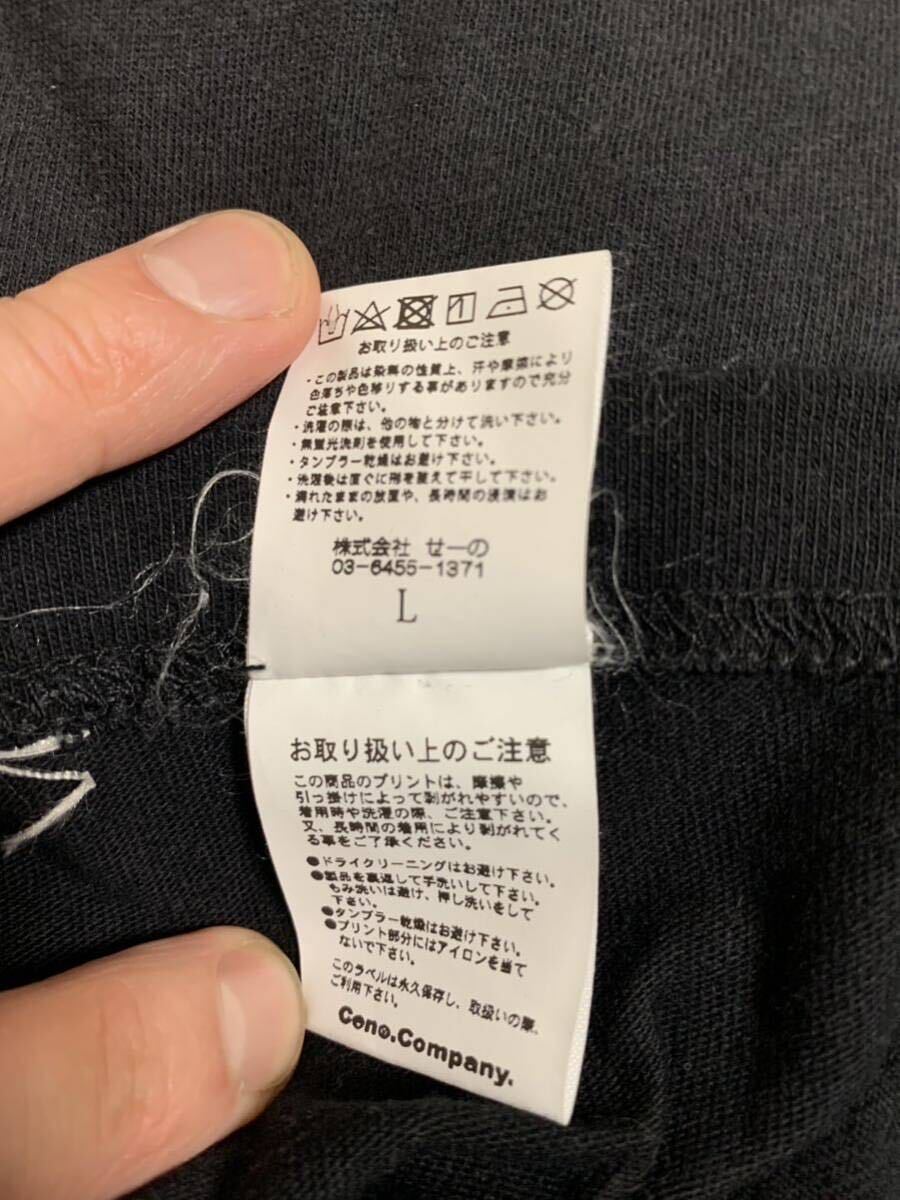 お取り扱い上のご注意
・この製品は染料の性質上、汗や摩擦により
色落ちや色移りする事がありますので充分
ご注意下さい。
・洗濯の際は、他の物と分けて洗い下さい。
・無蛍光洗剤を使用して下さい。
・タンブラー乾燥はお避け下さい。
・洗濯後は直ぐに形を整えて干して下さい。
・濡れたままの放置や、長時間の浸漬はお
避け下さい。
株式会社 せーの
03-6455-1371
L
お取り扱い上のご注意
この商品のプリントは、摩擦や
引っ掛けによって剥がれやすいので、
着用時や洗濯の際、ご注意下さい。
又、長時間の着用により剥がれてく
る事をご了承ください。
●ドライクリーニングはお避け下さい。
●製品を裏返して手洗いして下さい。
もみ洗いは避け、押し洗いをして
下さい。
●タンブラー乾燥はお避け下さい。
●プリント部分にはアイロンを当て
ないで下さい。
このラベルは永久保存し、取扱いの際、
ご利用下さい。
Ceno.Company.